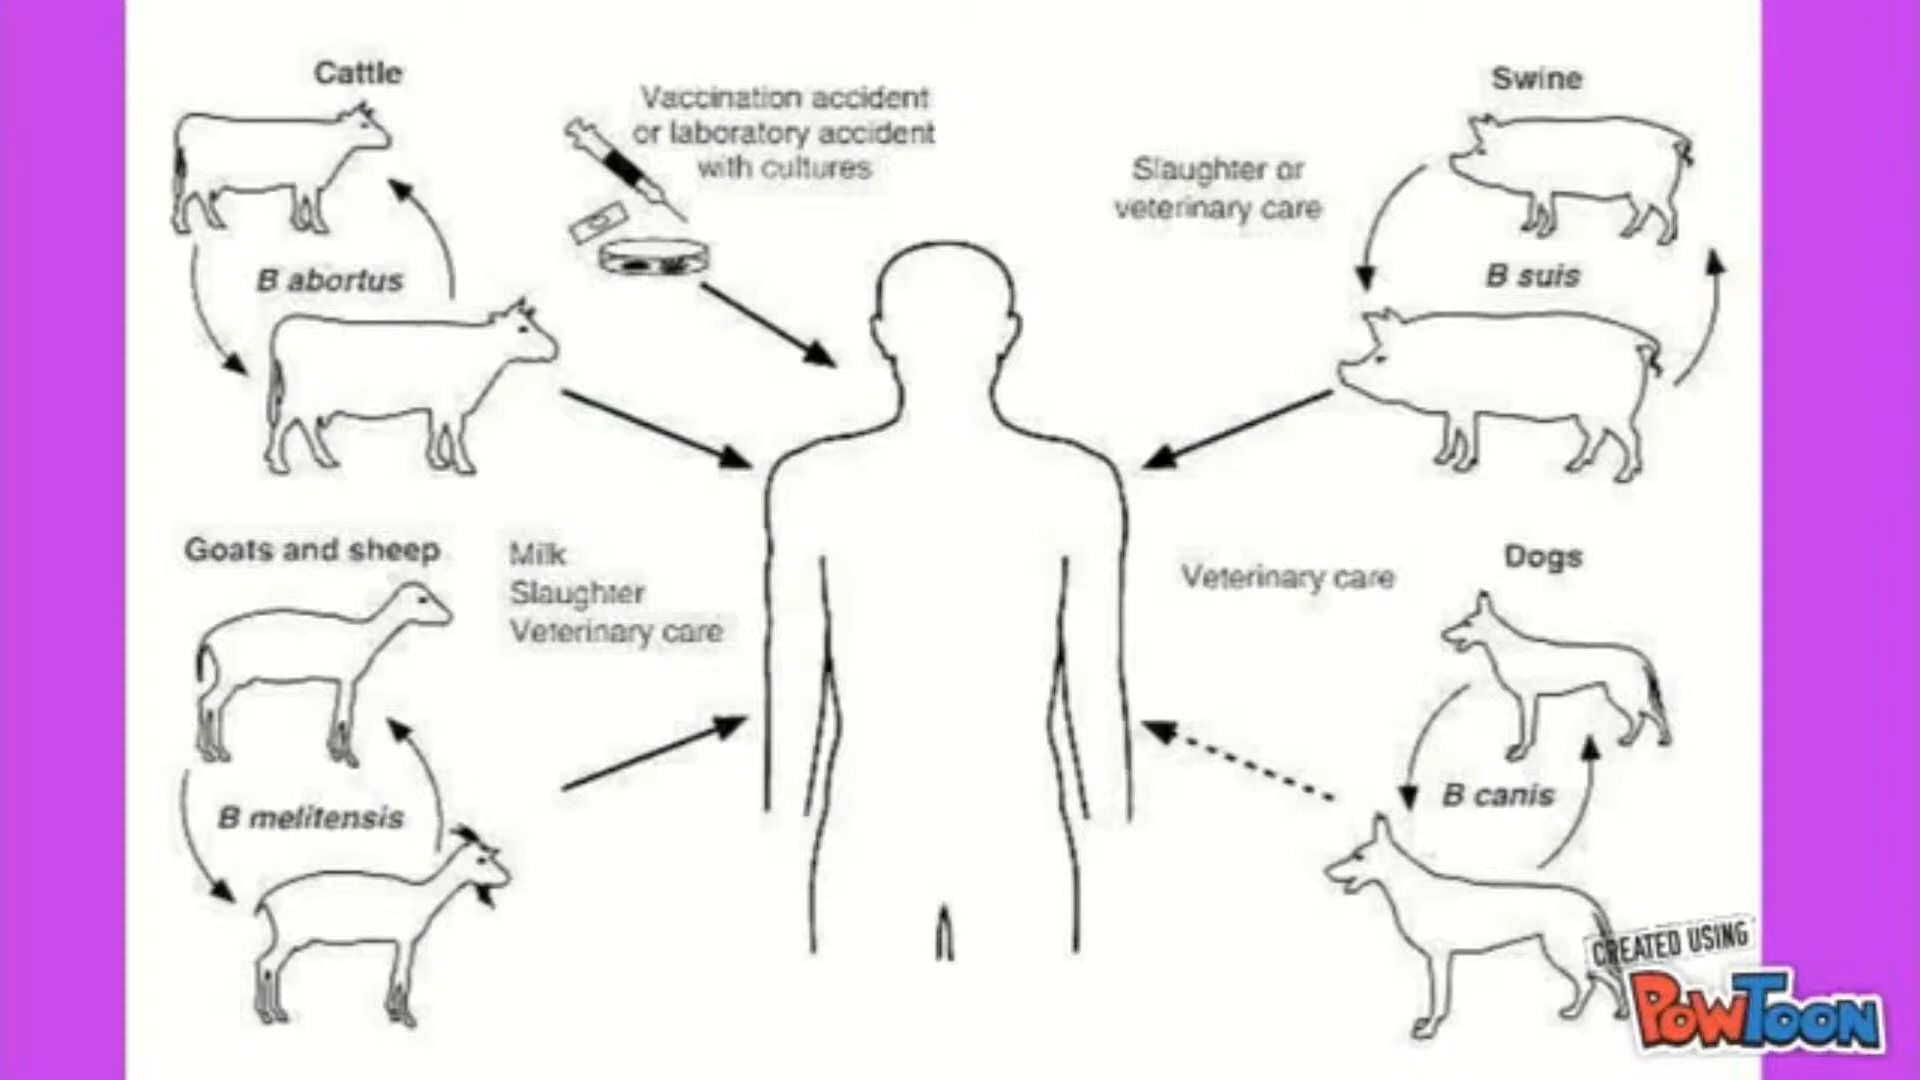 Cattle
Vaccination accident
or laboratory accident
with cultures
Swine
Slaughter or
veterinary care
B abortus
B suis
Goats and sheep
Milk
Slaughter
Veterinary care
Veterinary care
Dogs
B melitensis
B canis
CREATED USING
POWTOON